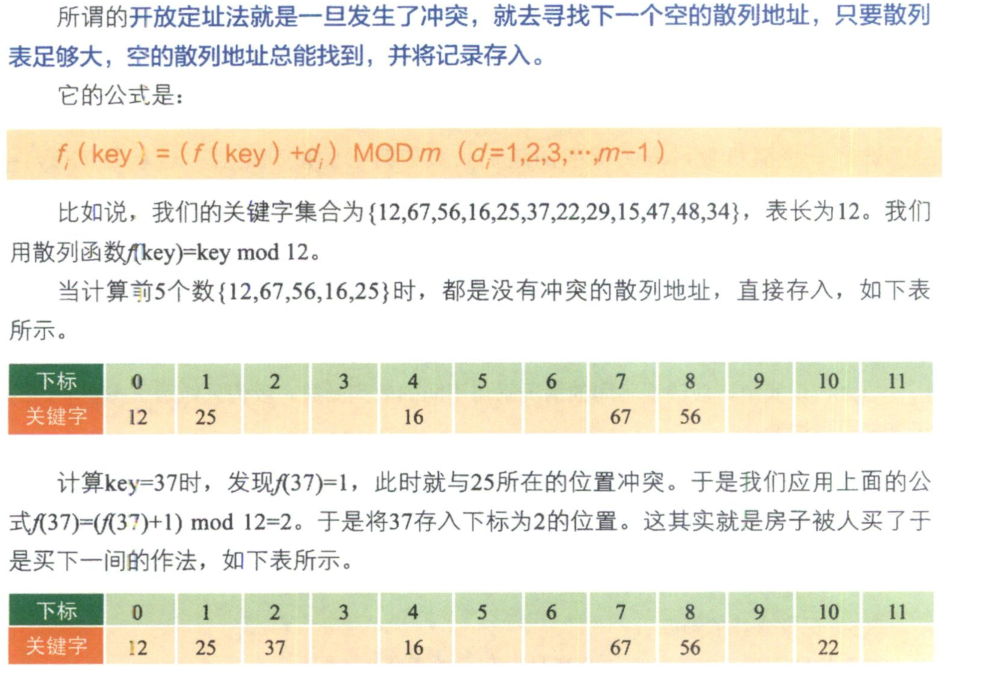 所谓的开放定址法就是一旦发生了冲突，就去寻找下一个空的散列地址，只要散列
表足够大，空的散列地址总能找到，并将记录存入。
它的公式是：
fᵢ（key）=（f（key）+dᵢ） MOD m（dᵢ=1,2,3,…,m−1）
比如说，我们的关键字集合为{12,67,56,16,25,37,22,29,15,47,48,34}，表长为12。我们
用散列函数f(key)=key mod 12。
当计算前5个数{12,67,56,16,25}时，都是没有冲突的散列地址，直接存入，如下表
所示。
下标 0 1 2 3 4 5 6 7 8 9 10 11
关键字 12 25 16 67 56
计算key=37时，发现f(37)=1，此时就与25所在的位置冲突。于是我们应用上面的公
式f(37)=(f(37)+1) mod 12=2。于是将37存入下标为2的位置。这其实就是房子被人买了于
是买下一间的作法，如下表所示。
下标 0 1 2 3 4 5 6 7 8 9 10 11
关键字 12 25 37 16 67 56 22